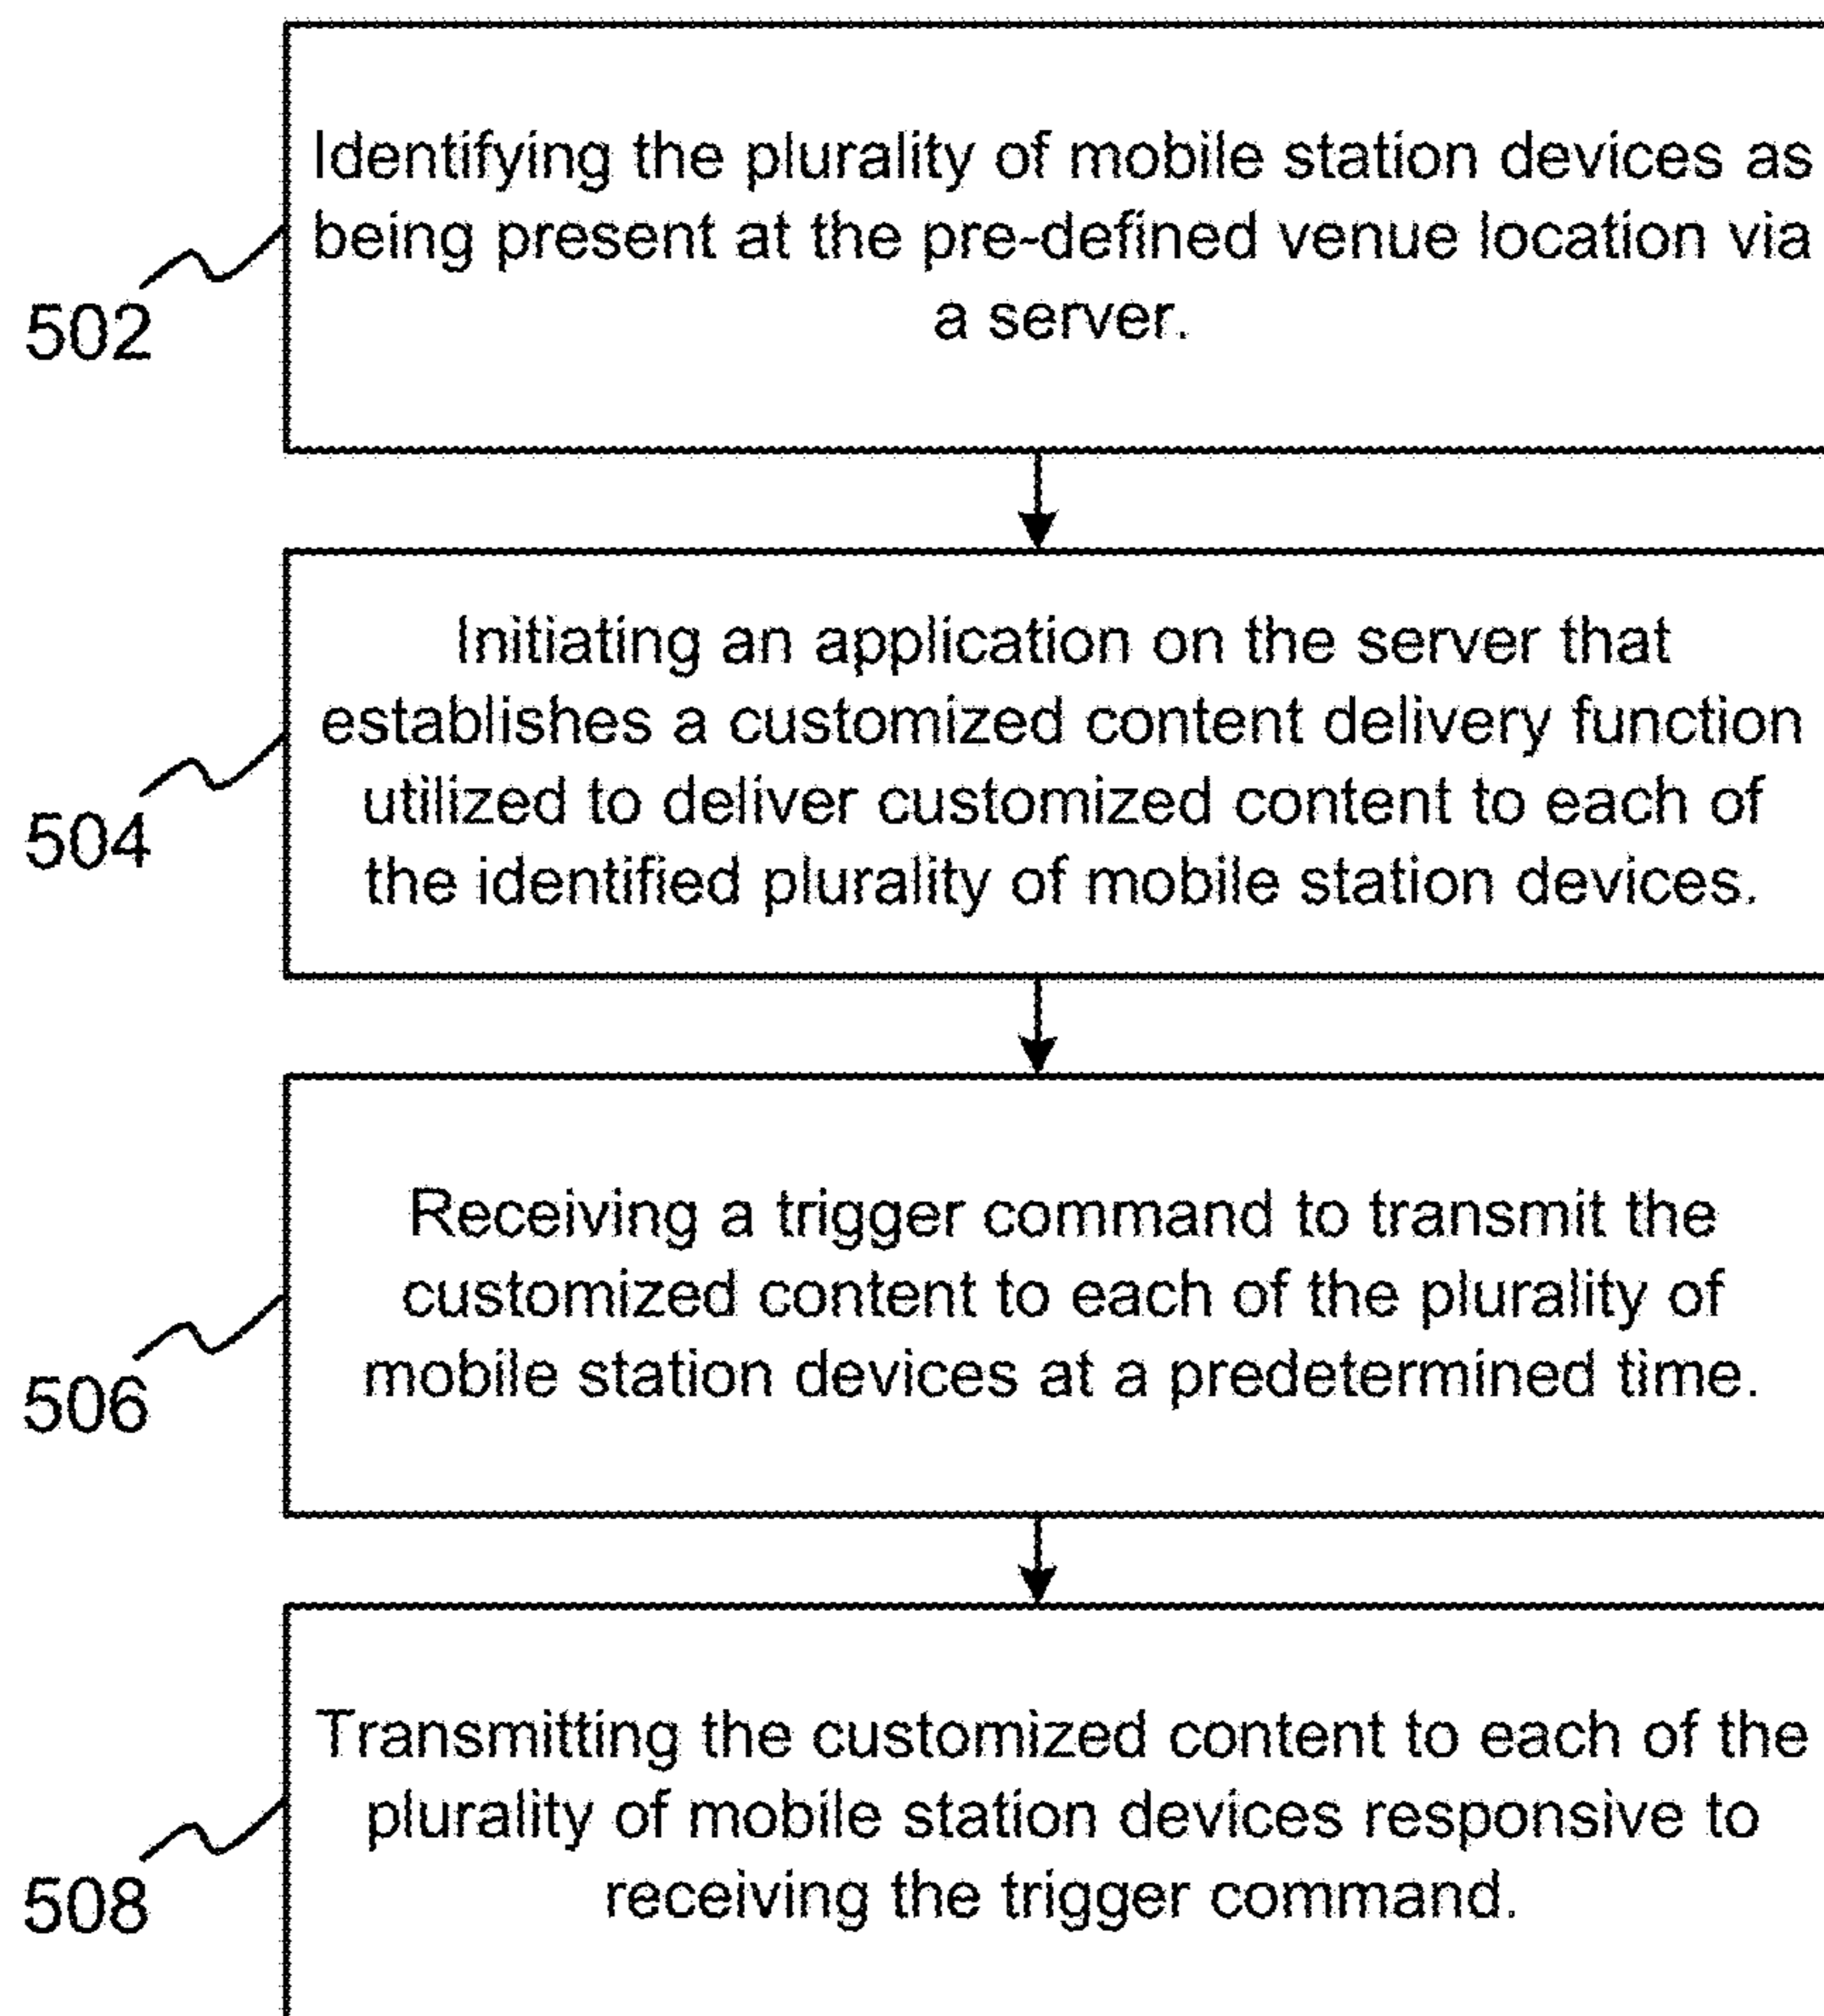 Identifying the plurality of mobile station devices as
being present at the pre-defined venue location via
a server.
502
Initiating an application on the server that
establishes a customized content delivery function
utilized to deliver customized content to each of
the identified plurality of mobile station devices.
504
Receiving a trigger command to transmit the
customized content to each of the plurality of
mobile station devices at a predetermined time.
506
Transmitting the customized content to each of the
plurality of mobile station devices responsive to
receiving the trigger command.
508